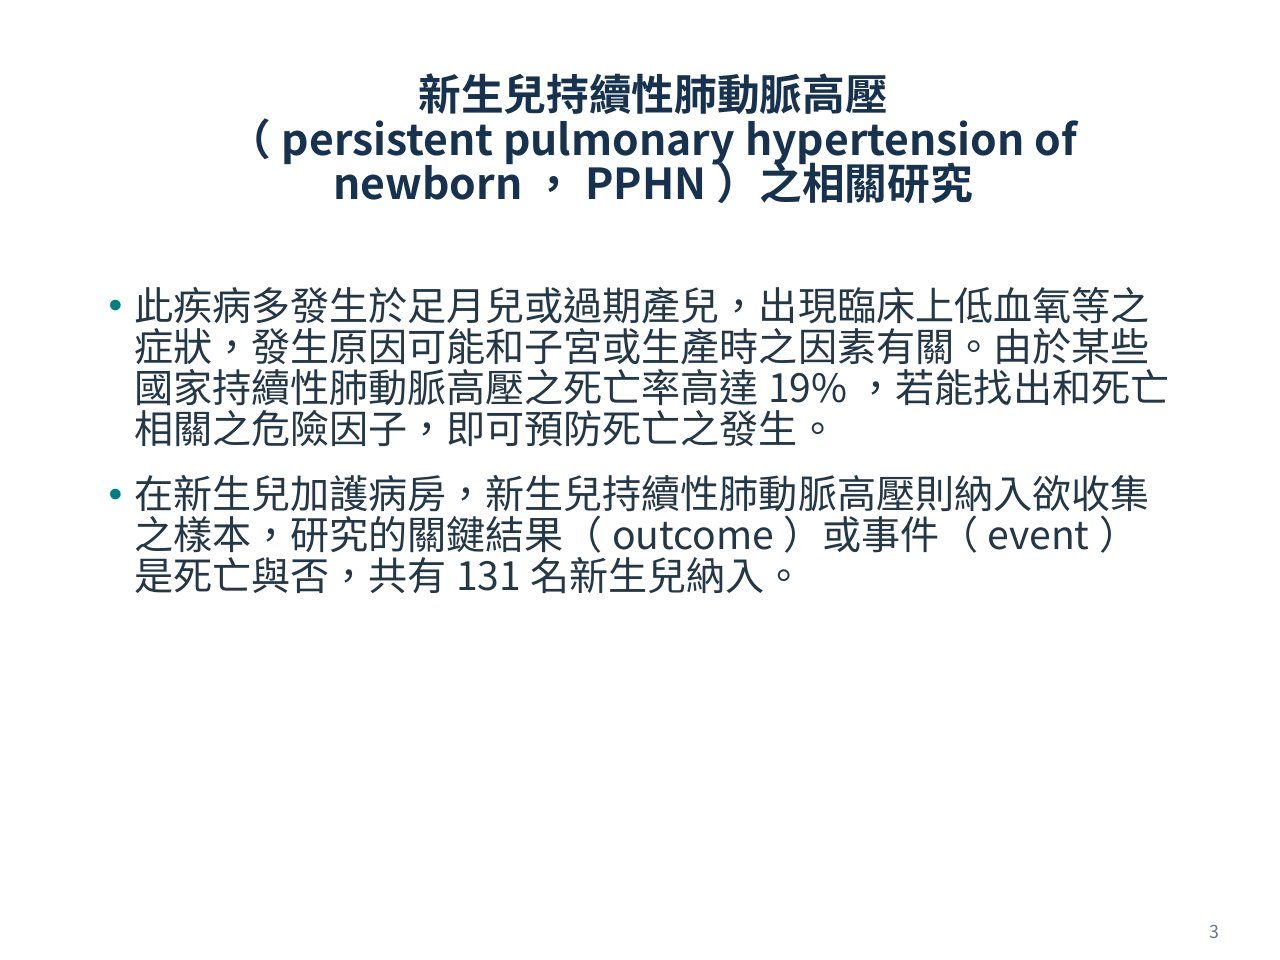 新生兒持續性肺動脈高壓
（ persistent pulmonary hypertension of
newborn ， PPHN ）之相關研究
• 此疾病多發生於足月兒或過期產兒，出現臨床上低血氧等之
症狀，發生原因可能和子宮或生產時之因素有關。由於某些
國家持續性肺動脈高壓之死亡率高達 19% ，若能找出和死亡
相關之危險因子，即可預防死亡之發生。
• 在新生兒加護病房，新生兒持續性肺動脈高壓則納入欲收集
之樣本，研究的關鍵結果（ outcome ）或事件（ event ）
是死亡與否，共有 131 名新生兒納入。
3